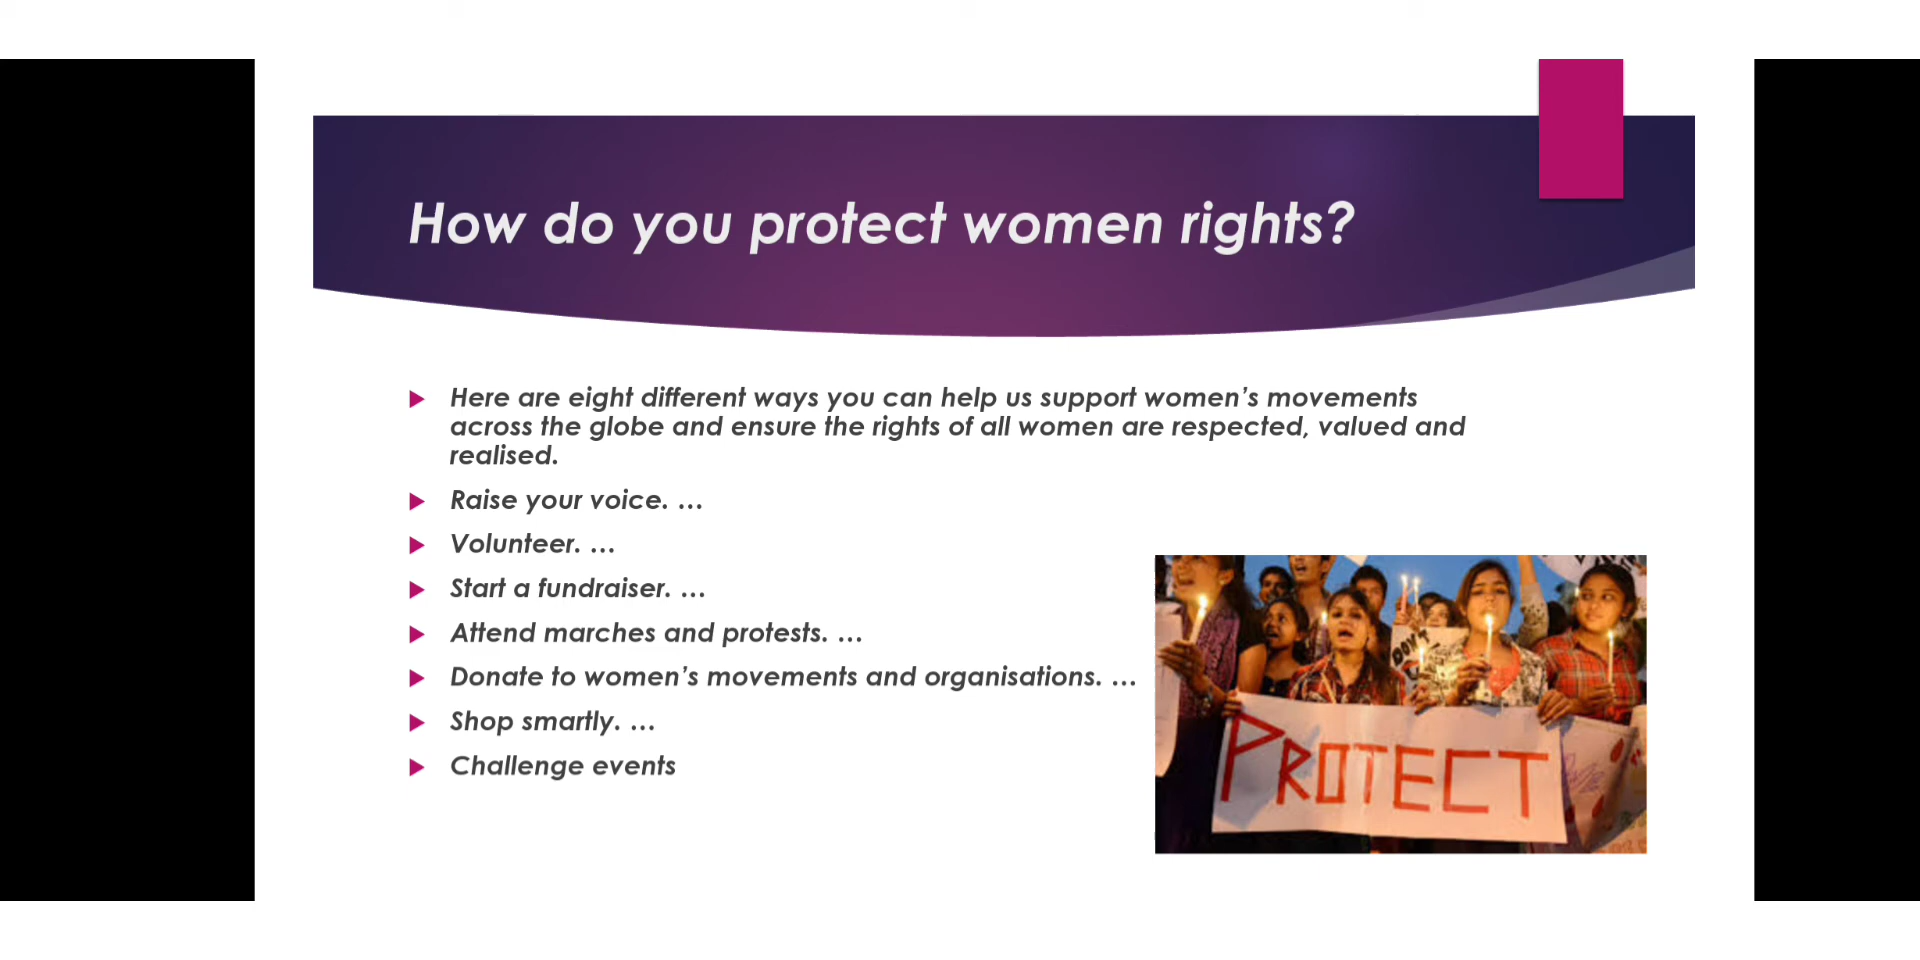 How do you protect women rights?
Here are eight different ways you can help us support women’s movements
across the globe and ensure the rights of all women are respected, valued and
realised.
Raise your voice. …
Volunteer. …
Start a fundraiser. …
Attend marches and protests. …
Donate to women’s movements and organisations. …
Shop smartly. …
Challenge events
DON'T
PROTECT